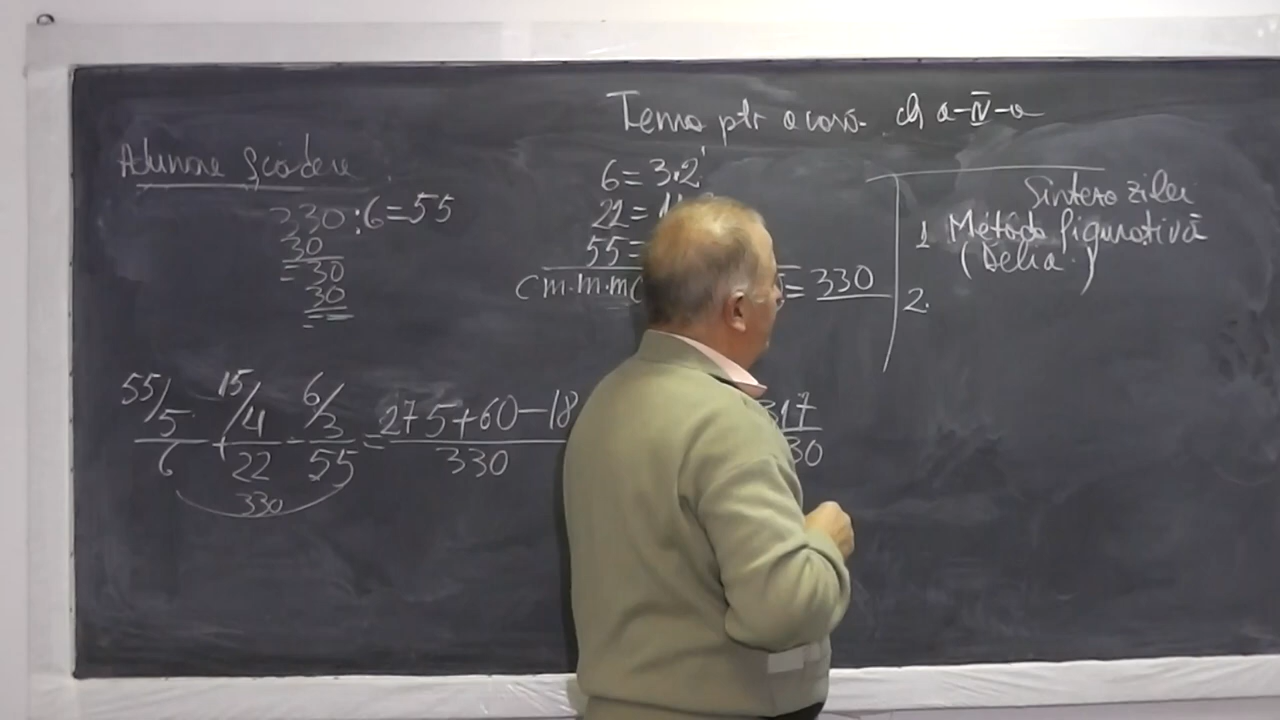 Tema ptr acasă cls a-IV-a
Adunare Scădere
330:6=55
30
=30
30
==
6=3·2
22=
55=
c.m.m.m.c =330
Sinteza zilei
1. Metoda figurativă
(Delia)
2.
55/5/6 + 15/4/22 - 6/3/55 = 275+60-18/330 317/30
330